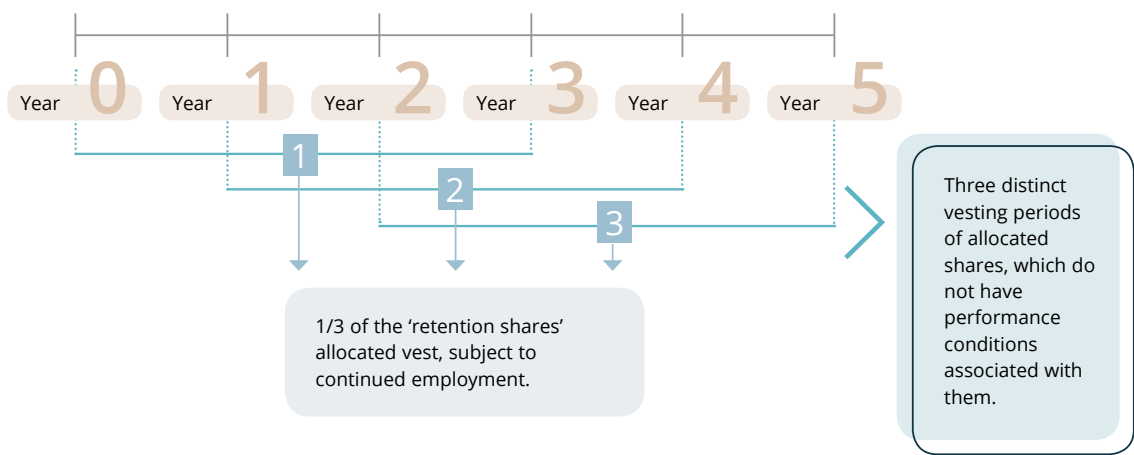 Year 0
Year 1
Year 2
Year 3
Year 4
Year 5
1
2
3
1/3 of the ‘retention shares’
allocated vest, subject to
continued employment.
Three distinct
vesting periods
of allocated
shares, which do
not have
performance
conditions
associated with
them.